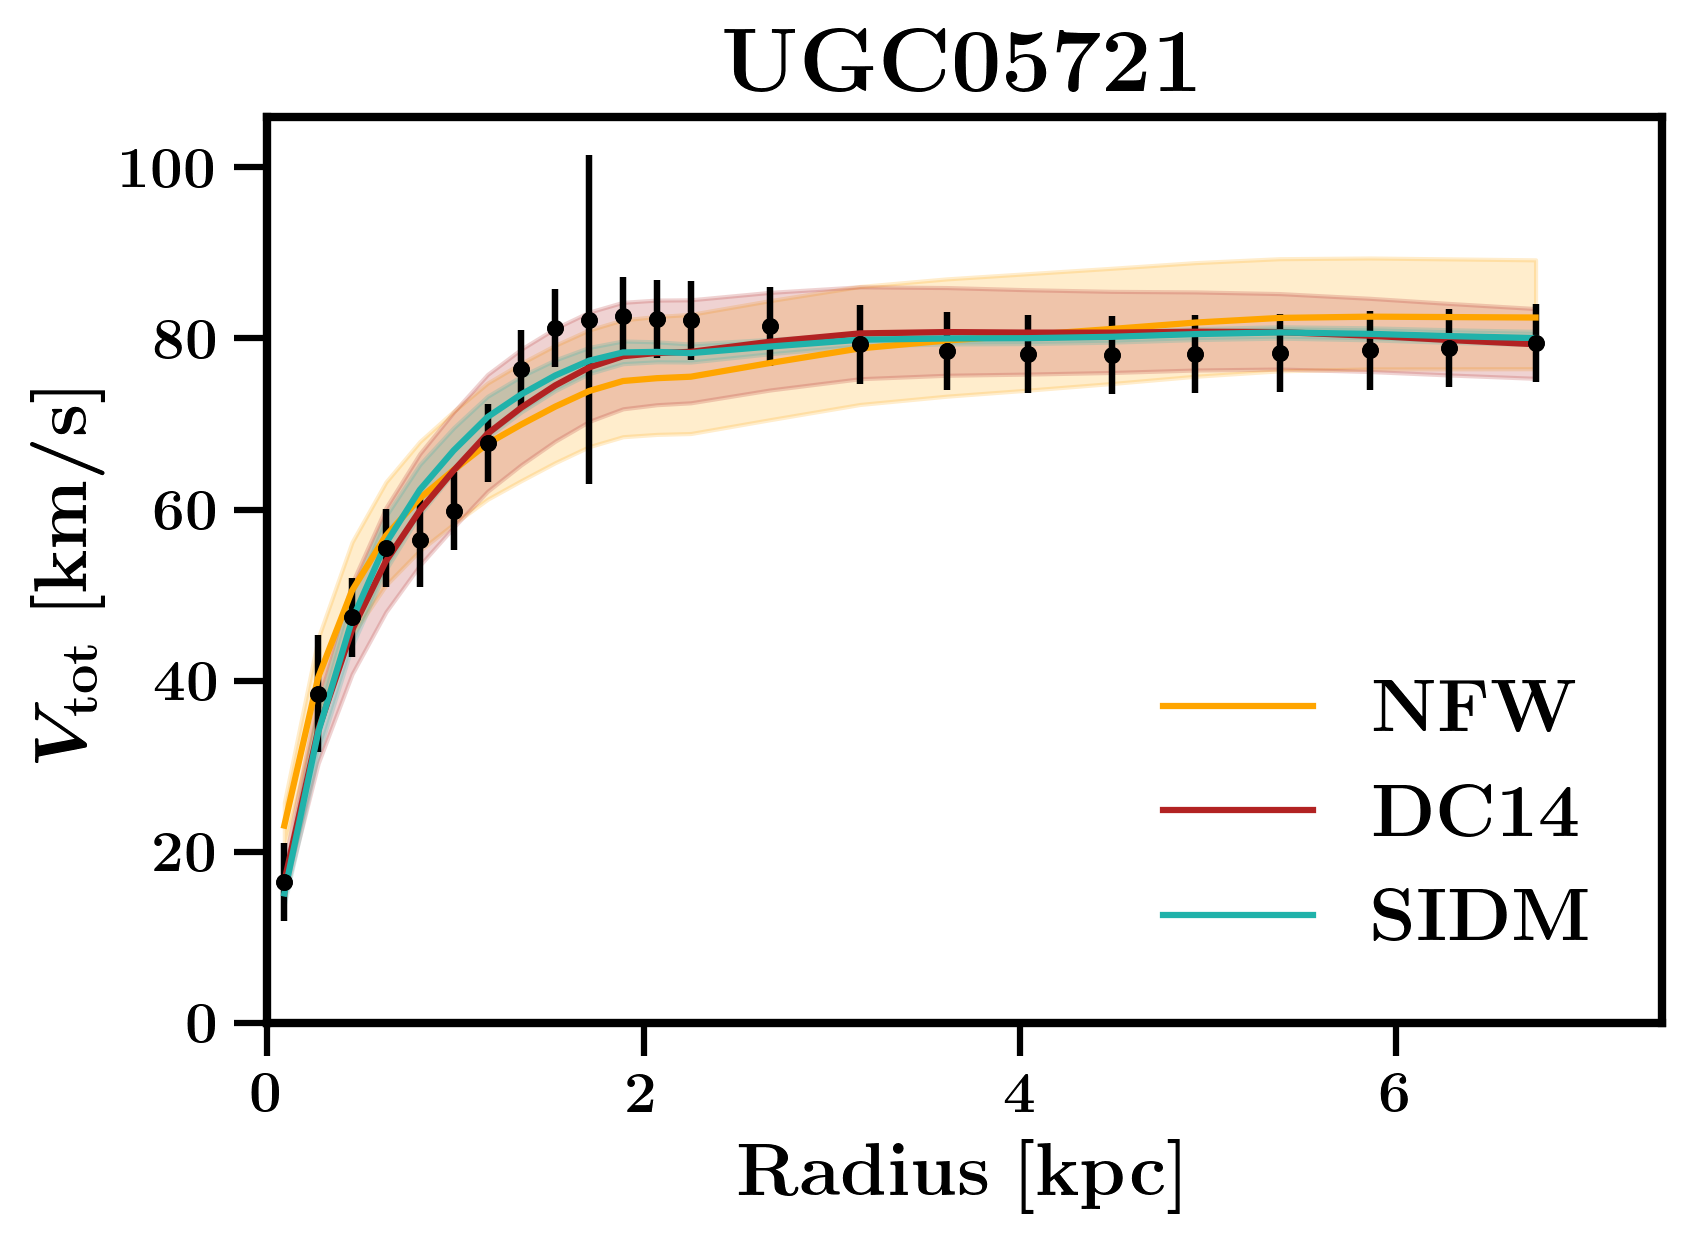 UGC05721
100
80
60
40
20
0
V_tot [km/s]
NFW
DC14
SIDM
0 2 4 6
Radius [kpc]